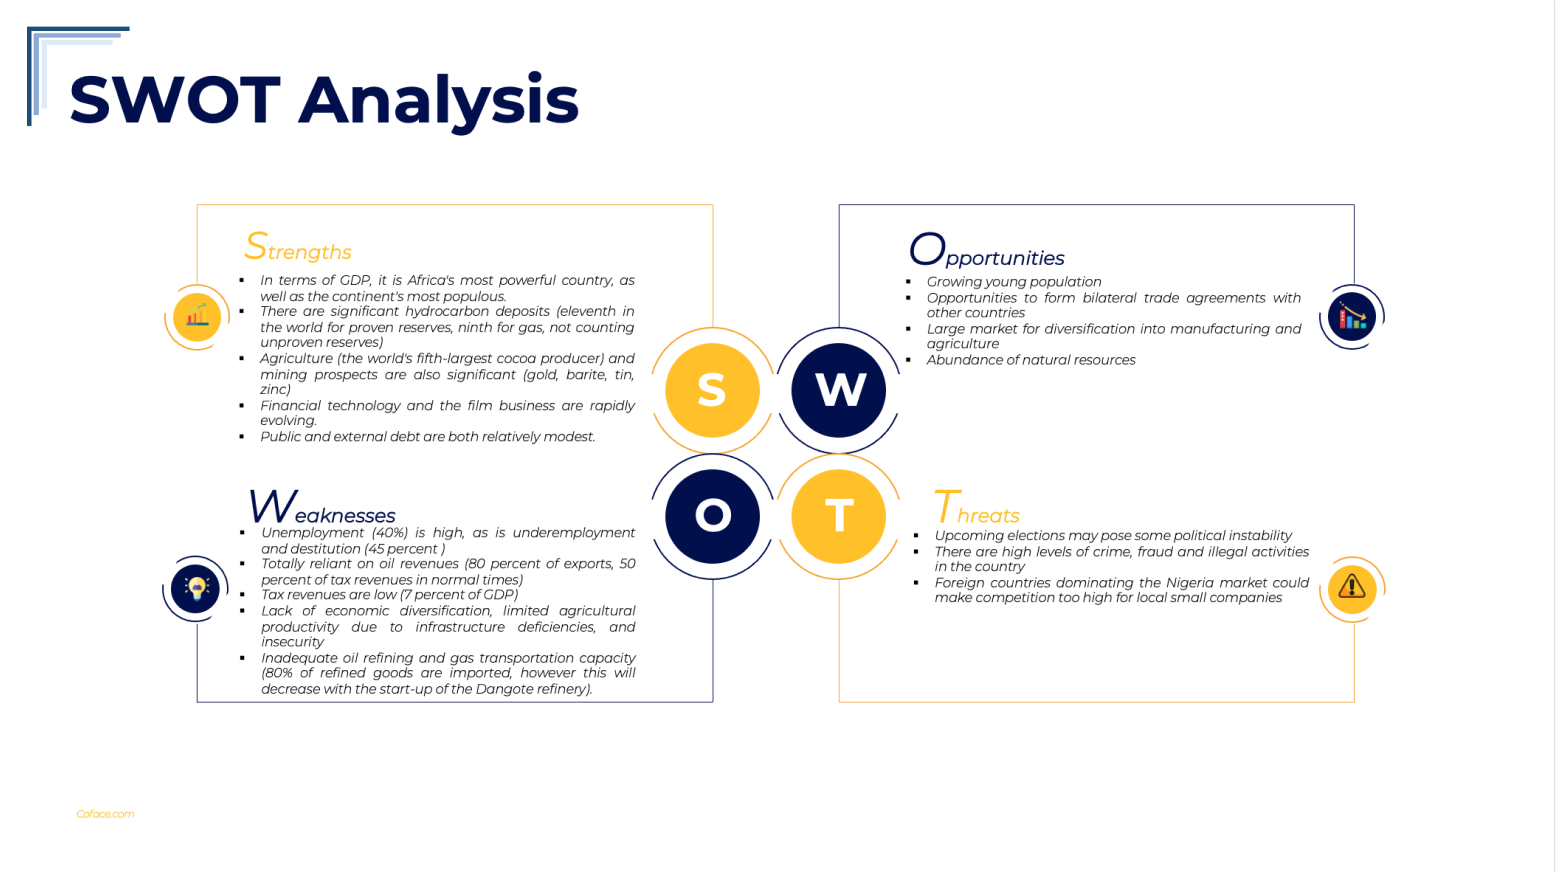 SWOT Analysis
Strengths
▪ In terms of GDP, it is Africa's most powerful country, as
well as the continent's most populous.
▪ There are significant hydrocarbon deposits (eleventh in
the world for proven reserves, ninth for gas, not counting
unproven reserves)
▪ Agriculture (the world's fifth-largest cocoa producer) and
mining prospects are also significant (gold, barite, tin,
zinc)
▪ Financial technology and the film business are rapidly
evolving.
▪ Public and external debt are both relatively modest.
Weaknesses
▪ Unemployment (40%) is high, as is underemployment
and destitution (45 percent )
▪ Totally reliant on oil revenues (80 percent of exports, 50
percent of tax revenues in normal times)
▪ Tax revenues are low (7 percent of GDP)
▪ Lack of economic diversification, limited agricultural
productivity due to infrastructure deficiencies, and
insecurity
▪ Inadequate oil refining and gas transportation capacity
(80% of refined goods are imported, however this will
decrease with the start-up of the Dangote refinery).
S
W
O
T
Opportunities
▪ Growing young population
▪ Opportunities to form bilateral trade agreements with
other countries
▪ Large market for diversification into manufacturing and
agriculture
▪ Abundance of natural resources
Threats
▪ Upcoming elections may pose some political instability
▪ There are high levels of crime, fraud and illegal activities
in the country
▪ Foreign countries dominating the Nigeria market could
make competition too high for local small companies
Coface.com